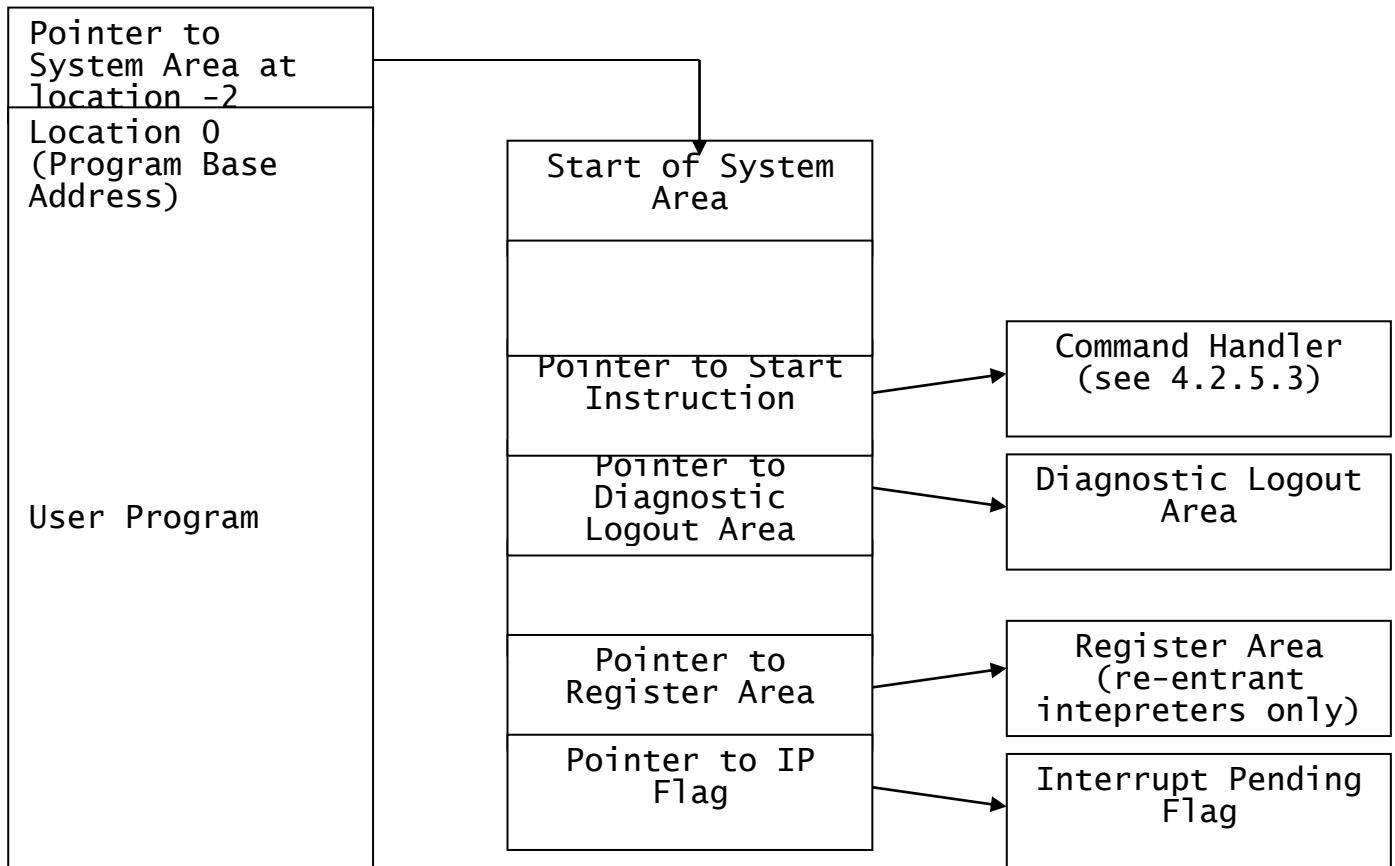 Pointer to
System Area at
location -2
Location 0
(Program Base
Address)
User Program
Start of System
Area
Pointer to Start
Instruction
Pointer to
Diagnostic
Logout Area
Pointer to
Register Area
Pointer to IP
Flag
Command Handler
(see 4.2.5.3)
Diagnostic Logout
Area
Register Area
(re-entrant
intepreters only)
Interrupt Pending
Flag